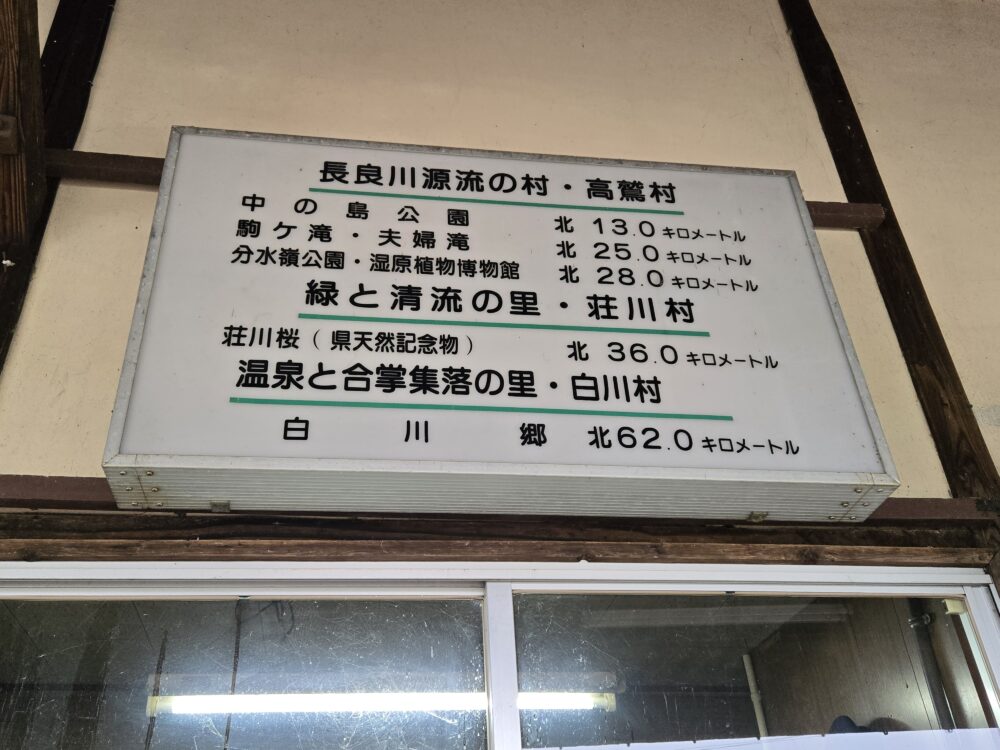 長良川源流の村・高鷲村
中の島公園 北 13.0キロメートル
駒ケ滝・夫婦滝 北 25.0キロメートル
分水嶺公園・湿原植物博物館 北 28.0キロメートル
緑と清流の里・荘川村
荘川桜(県天然記念物) 北 36.0キロメートル
温泉と合掌集落の里・白川村
白川郷 北62.0キロメートル